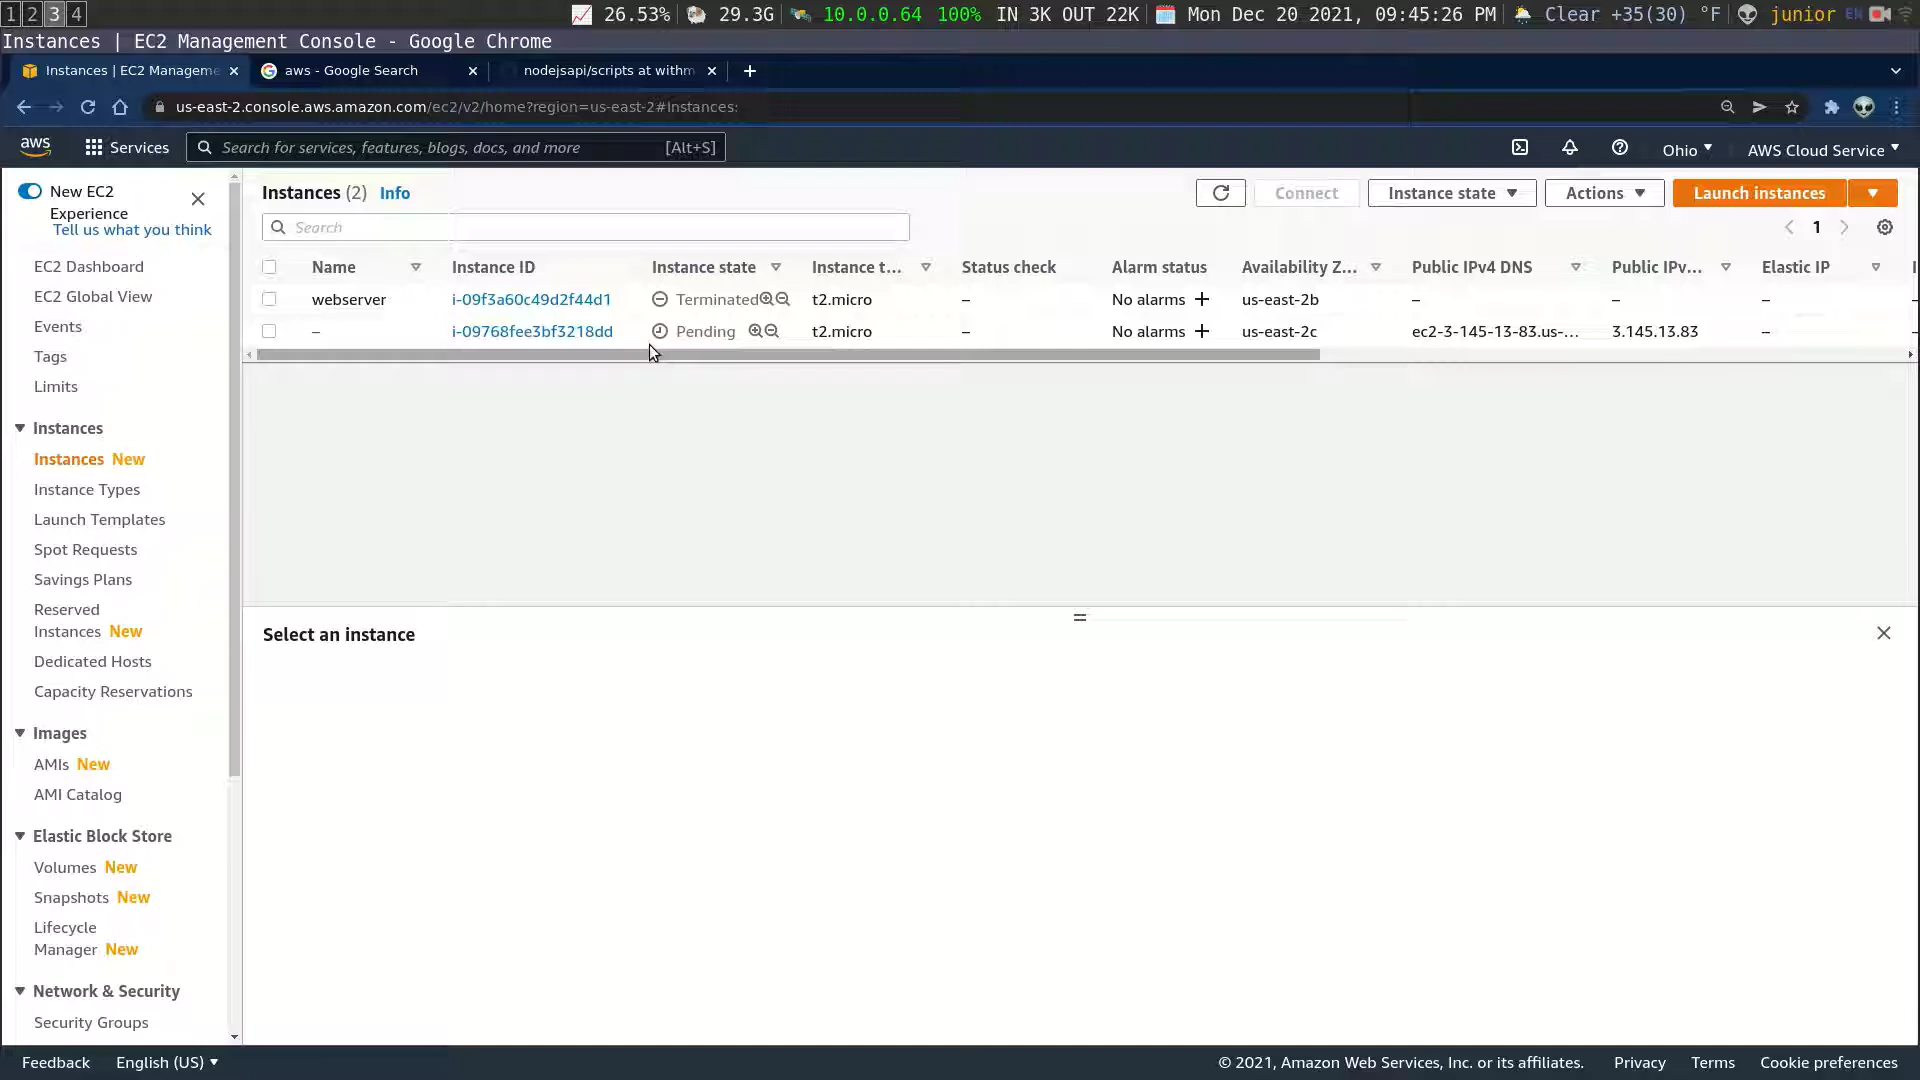 1 2 3 4 26.53% 29.3G 10.0.0.64 100% IN 3K OUT 22K Mon Dec 20 2021, 09:45:26 PM Clear +35(30) °F junior EN
Instances | EC2 Management Console - Google Chrome
Instances | EC2 Manageme aws - Google Search nodejsapi/scripts at withm
us-east-2.console.aws.amazon.com/ec2/v2/home?region=us-east-2#Instances:
aws Services Search for services, features, blogs, docs, and more [Alt+S] Ohio AWS Cloud Service
New EC2
Experience
Tell us what you think
EC2 Dashboard
EC2 Global View
Events
Tags
Limits
Instances
Instances New
Instance Types
Launch Templates
Spot Requests
Savings Plans
Reserved
Instances New
Dedicated Hosts
Capacity Reservations
Images
AMIs New
AMI Catalog
Elastic Block Store
Volumes New
Snapshots New
Lifecycle
Manager New
Network & Security
Security Groups
Instances (2) Info Connect Instance state Actions Launch instances
Search 1
Name Instance ID Instance state Instance t... Status check Alarm status Availability Z... Public IPv4 DNS Public IPv... Elastic IP
webserver i-09f3a60c49d2f44d1 Terminated t2.micro – No alarms + us-east-2b – – –
– i-09768fee3bf3218dd Pending t2.micro – No alarms + us-east-2c ec2-3-145-13-83.us-... 3.145.13.83 –
Select an instance
Feedback English (US) © 2021, Amazon Web Services, Inc. or its affiliates. Privacy Terms Cookie preferences